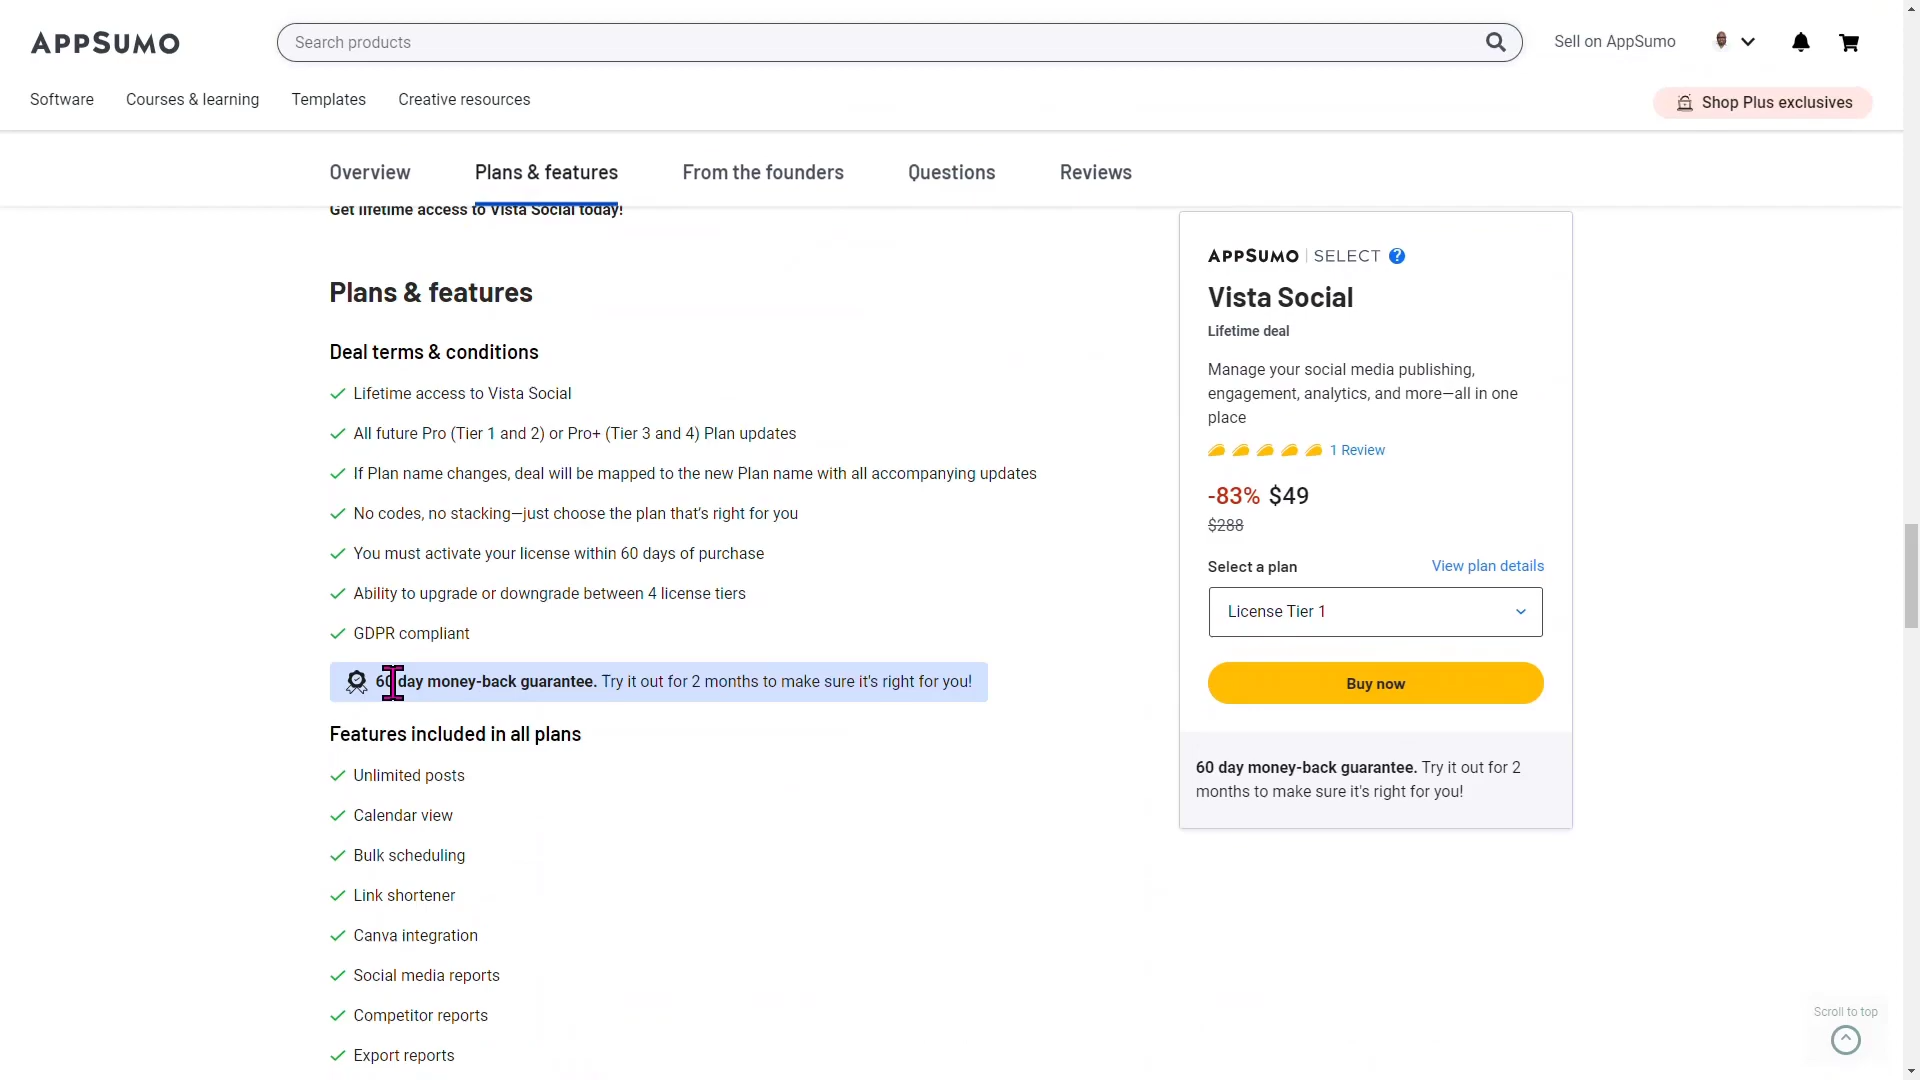 APPSUMO
Search products
Sell on AppSumo
Software
Courses & learning
Templates
Creative resources
Shop Plus exclusives
Overview
Plans & features
From the founders
Questions
Reviews
Get lifetime access to Vista Social today!
Plans & features
Deal terms & conditions
Lifetime access to Vista Social
All future Pro (Tier 1 and 2) or Pro+ (Tier 3 and 4) Plan updates
If Plan name changes, deal will be mapped to the new Plan name with all accompanying updates
No codes, no stacking—just choose the plan that's right for you
You must activate your license within 60 days of purchase
Ability to upgrade or downgrade between 4 license tiers
GDPR compliant
60 day money-back guarantee. Try it out for 2 months to make sure it's right for you!
Features included in all plans
Unlimited posts
Calendar view
Bulk scheduling
Link shortener
Canva integration
Social media reports
Competitor reports
Export reports
APPSUMO | SELECT ?
Vista Social
Lifetime deal
Manage your social media publishing,
engagement, analytics, and more—all in one
place
1 Review
-83% $49
$288
Select a plan
View plan details
License Tier 1
Buy now
60 day money-back guarantee. Try it out for 2
months to make sure it's right for you!
Scroll to top